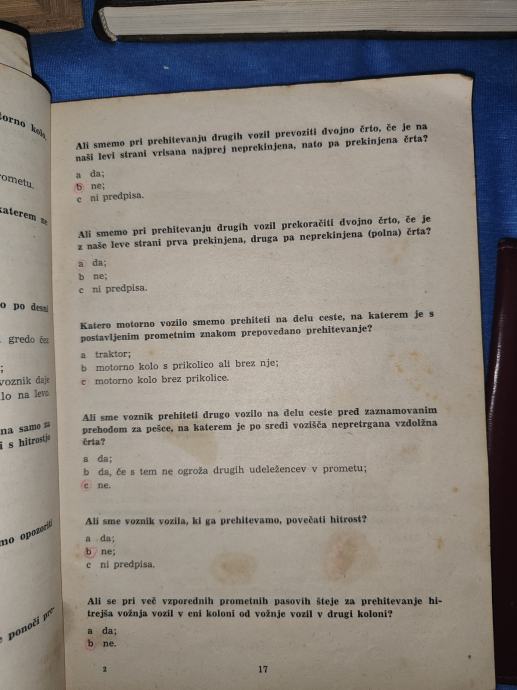 torno kolo,
prometu.
katerem ne
o po desni
gredo čez
;
voznik daje
lo na levo.
na samo za
i s hitrostjo
mo opozoriti
e ponoči pre-
Ali smemo pri prehitevanju drugih vozil prevoziti dvojno črto, če je na
naši levi strani vrisana najprej neprekinjena, nato pa prekinjena črta?
a da;
b ne;
c ni predpisa.
Ali smemo pri prehitevanju drugih vozil prekoračiti dvojno črto, če je
z naše leve strani prva prekinjena, druga pa neprekinjena (polna) črta?
a da;
b ne;
c ni predpisa.
Katero motorno vozilo smemo prehiteti na delu ceste, na katerem je s
postavljenim prometnim znakom prepovedano prehitevanje?
a traktor;
b motorno kolo s prikolico ali brez nje;
c motorno kolo brez prikolice.
Ali sme voznik prehiteti drugo vozilo na delu ceste pred zaznamovanim
prehodom za pešce, na katerem je po sredi vozišča nepretrgana vzdolžna
črta?
a da;
b da, če s tem ne ogroža drugih udeležencev v prometu;
c ne.
Ali sme voznik vozila, ki ga prehitevamo, povečati hitrost?
a da;
b ne;
c ni predpisa.
Ali se pri več vzporednih prometnih pasovih šteje za prehitevanje hi-
trejša vožnja vozil v eni koloni od vožnje vozil v drugi koloni?
a da;
b ne.
2 17